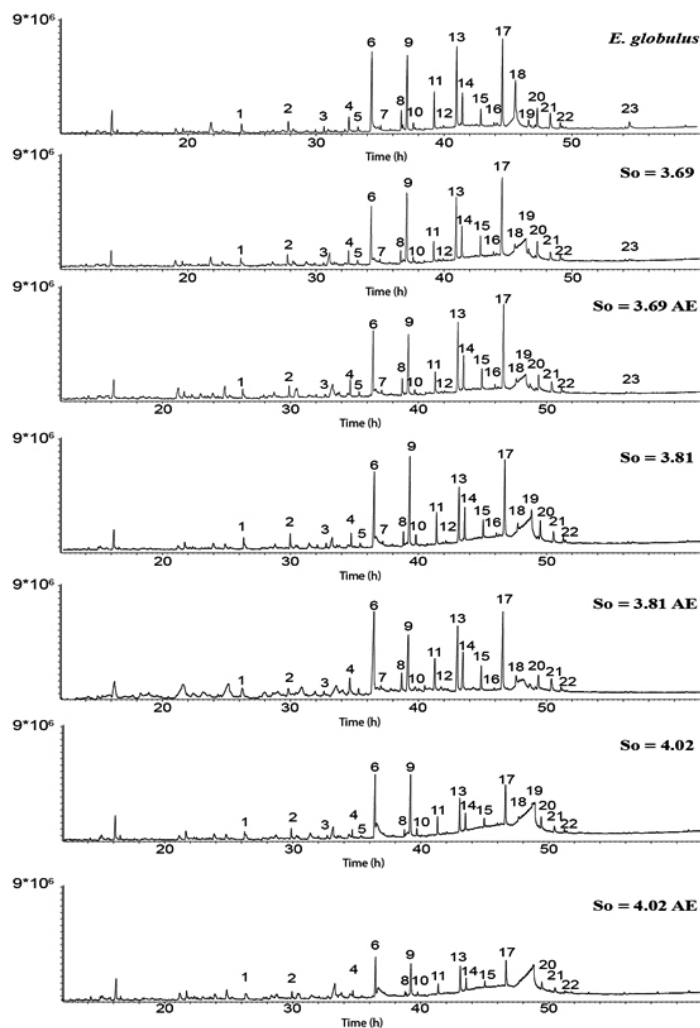 9*10⁶ E. globulus
1 2 3 4 5 6 7 8 9 10 11 12 13 14 15 16 17 18 19 20 21 22 23
20 30 40 50
Time (h)
9*10⁶ So = 3.69
1 2 3 4 5 6 7 8 9 10 11 12 13 14 15 16 17 18 19 20 21 22 23
20 30 40 50
Time (h)
9*10⁶ So = 3.69 AE
1 2 3 4 5 6 7 8 9 10 11 12 13 14 15 16 17 18 19 20 21 22 23
20 30 40 50
Time (h)
9*10⁶ So = 3.81
1 2 3 4 5 6 7 8 9 10 11 12 13 14 15 16 17 18 19 20 21 22
20 30 40 50
Time (h)
9*10⁶ So = 3.81 AE
1 2 3 4 6 7 8 9 10 11 12 13 14 15 16 17 18 20 21 22
20 30 40 50
Time (h)
9*10⁶ So = 4.02
1 2 3 4 5 6 8 9 10 11 13 14 15 17 18 19 20 21 22
20 30 40 50
Time (h)
9*10⁶ So = 4.02 AE
1 2 4 6 8 9 10 11 13 14 15 17 20 21 22
20 30 40 50
Time (h)